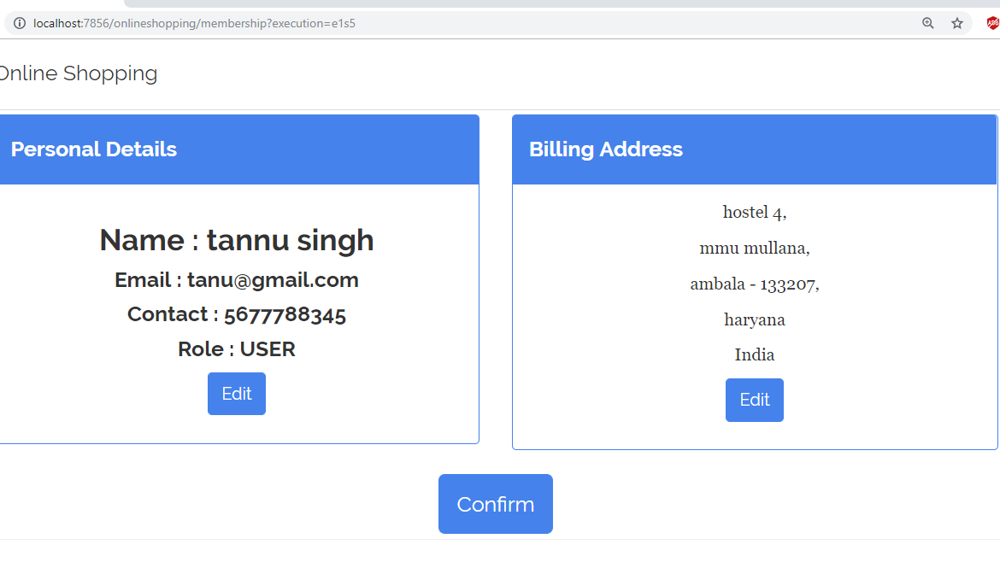 localhost:7856/onlineshopping/membership?execution=e1s5
ABP
Online Shopping
Personal Details
Name : tannu singh
Email : tanu@gmail.com
Contact : 5677788345
Role : USER
Edit
Billing Address
hostel 4,
mmu mullana,
ambala - 133207,
haryana
India
Edit
Confirm